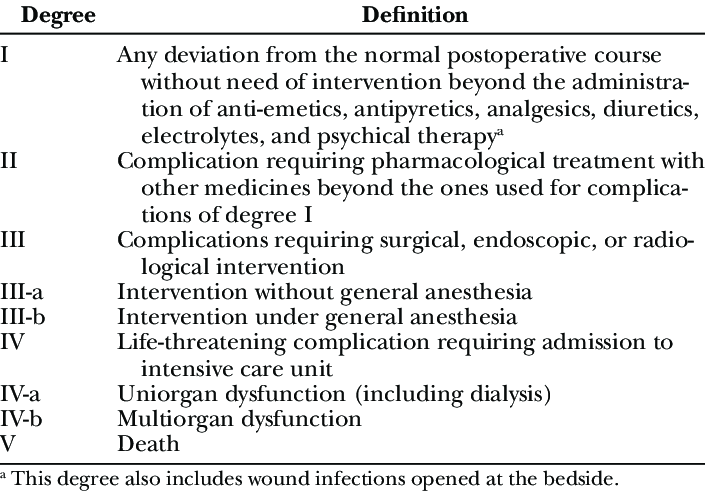 Degree Definition
I Any deviation from the normal postoperative course
without need of intervention beyond the administra-
tion of anti-emetics, antipyretics, analgesics, diuretics,
electrolytes, and psychical therapyᵃ
II Complication requiring pharmacological treatment with
other medicines beyond the ones used for complica-
tions of degree I
III Complications requiring surgical, endoscopic, or radio-
logical intervention
III-a Intervention without general anesthesia
III-b Intervention under general anesthesia
IV Life-threatening complication requiring admission to
intensive care unit
IV-a Uniorgan dysfunction (including dialysis)
IV-b Multiorgan dysfunction
V Death
ᵃ This degree also includes wound infections opened at the bedside.